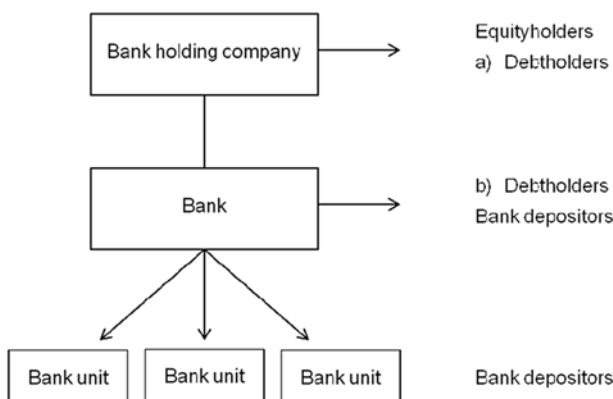 Equityholders
Bank holding company
a) Debtholders
b) Debtholders
Bank
Bank depositors
Bank unit
Bank unit
Bank unit
Bank depositors